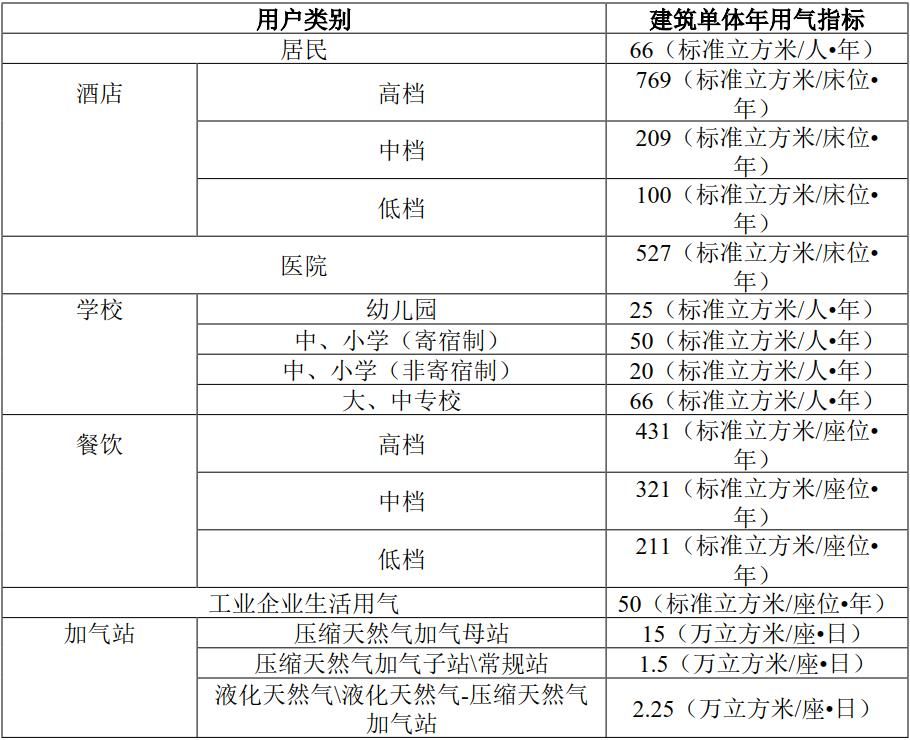 用户类别 建筑单体年用气指标
居民 66（标准立方米/人•年）
酒店 高档 769（标准立方米/床位•
年）
中档 209（标准立方米/床位•
年）
低档 100（标准立方米/床位•
年）
医院 527（标准立方米/床位•
年）
学校 幼儿园 25（标准立方米/人•年）
中、小学（寄宿制） 50（标准立方米/人•年）
中、小学（非寄宿制） 20（标准立方米/人•年）
大、中专校 66（标准立方米/人•年）
餐饮 高档 431（标准立方米/座位•
年）
中档 321（标准立方米/座位•
年）
低档 211（标准立方米/座位•
年）
工业企业生活用气 50（标准立方米/座位•年）
加气站 压缩天然气加气母站 15（万立方米/座•日）
压缩天然气加气子站\常规站 1.5（万立方米/座•日）
液化天然气\液化天然气-压缩天然气
加气站 2.25（万立方米/座•日）